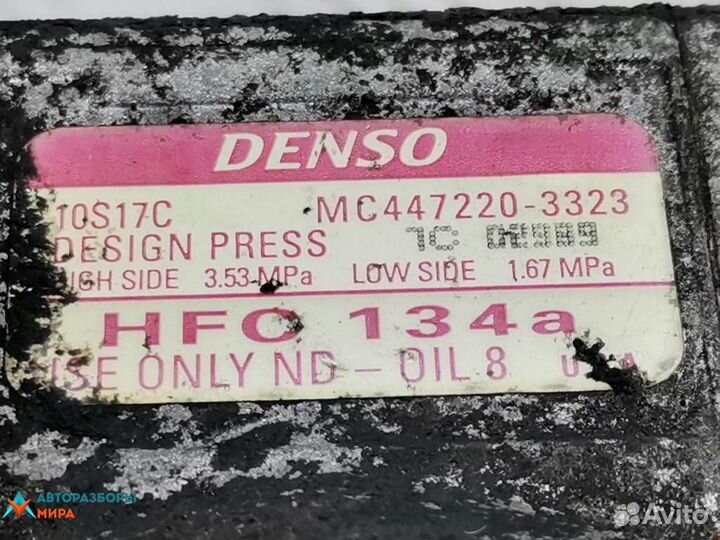 DENSO
10S17C MC447220-3323
DESIGN PRESS
HIGH SIDE 3.53 MPa LOW SIDE 1.67 MPa
HFC 134a
USE ONLY ND-OIL 8
АВТОРАЗБОРЫ
МИРА
Avito